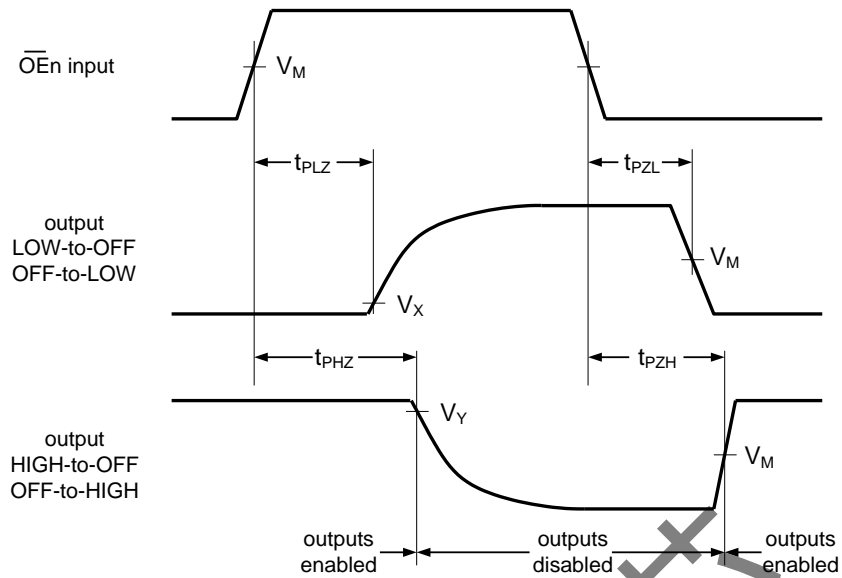 O̅E̅n input
V_M
t_PLZ
t_PZL
output
LOW-to-OFF
OFF-to-LOW
V_M
V_X
t_PHZ
t_PZH
output
HIGH-to-OFF
OFF-to-HIGH
V_Y
V_M
outputs
enabled
outputs
disabled
outputs
enabled